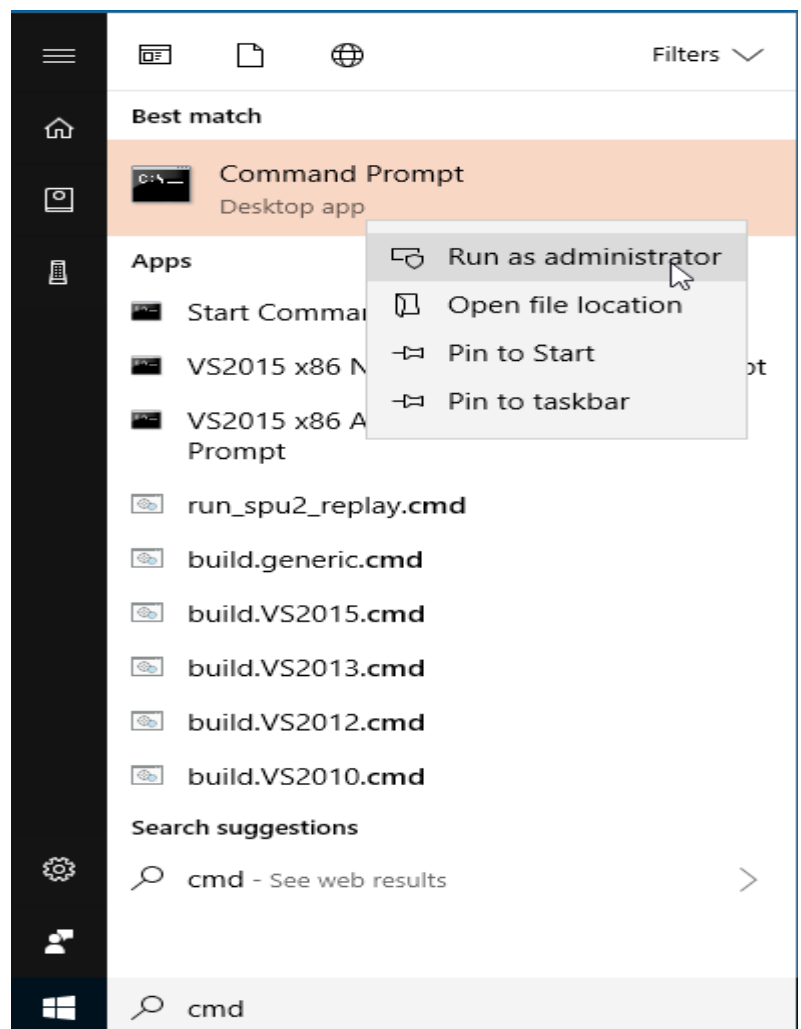 Filters
Best match
C:\_
Command Prompt
Desktop app
Run as administrator
Apps
Start Comma
Open file location
VS2015 x86 N
Pin to Start
pt
VS2015 x86 A
Pin to taskbar
Prompt
run_spu2_replay.cmd
build.generic.cmd
build.VS2015.cmd
build.VS2013.cmd
build.VS2012.cmd
build.VS2010.cmd
Search suggestions
cmd - See web results
cmd